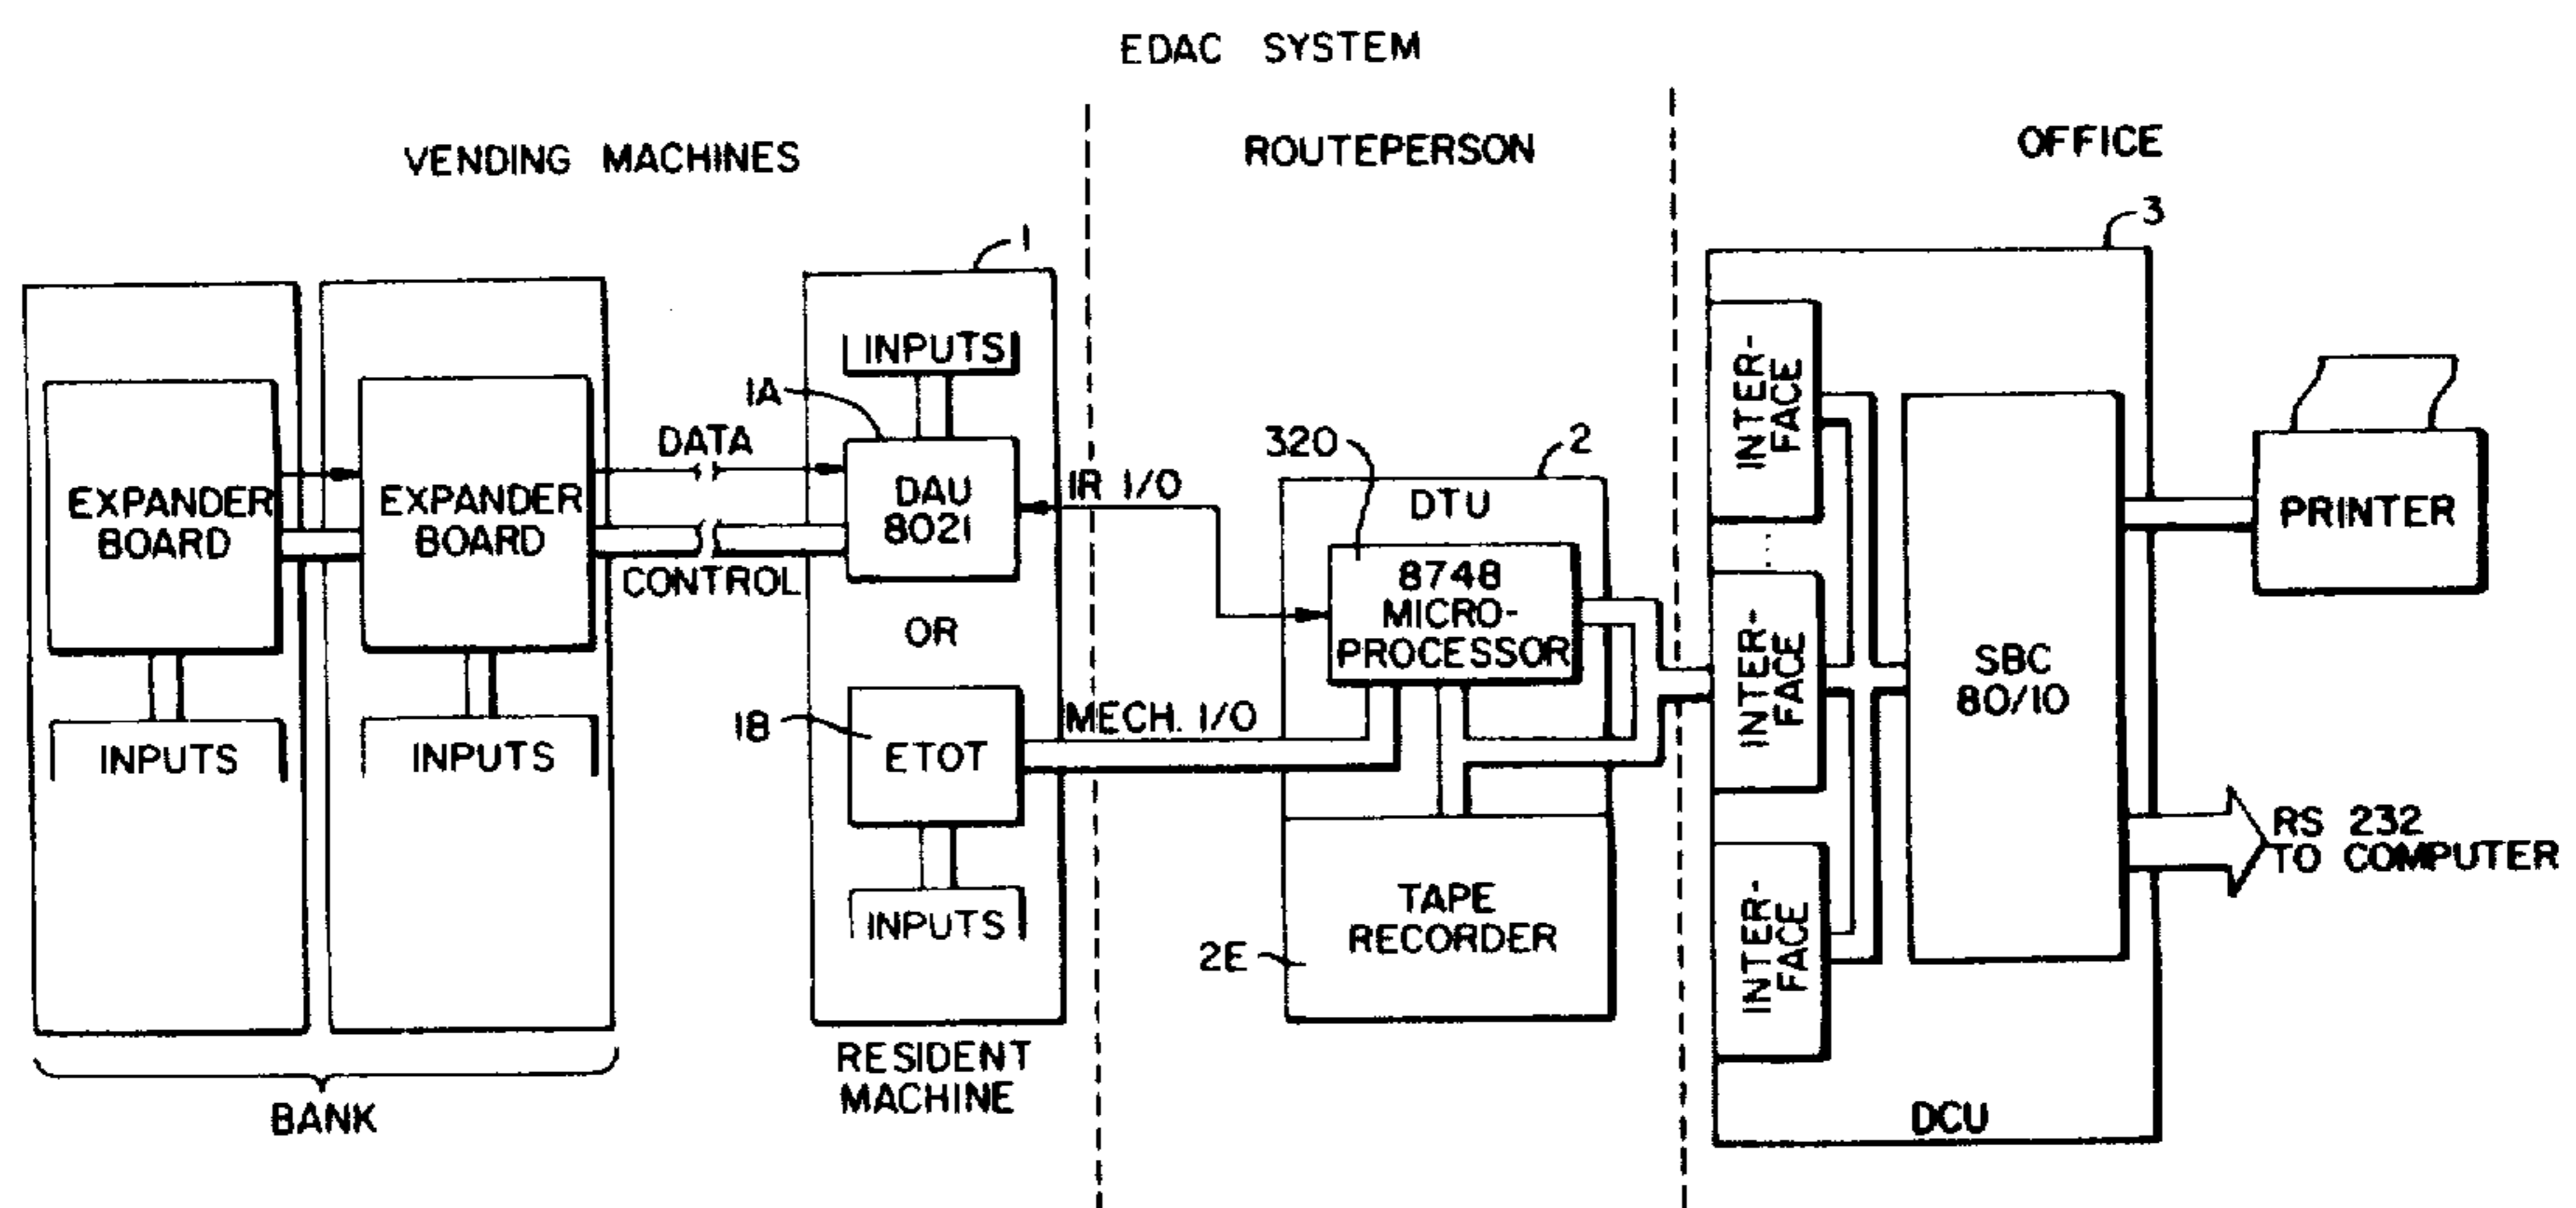 EDAC SYSTEM
VENDING MACHINES
ROUTEPERSON
OFFICE
EXPANDER
BOARD
INPUTS
EXPANDER
BOARD
INPUTS
BANK
DATA
CONTROL
1
INPUTS
1A
DAU
8021
OR
1B
ETOT
INPUTS
RESIDENT
MACHINE
IR I/O
MECH. I/O
320
2
DTU
8748
MICRO-
PROCESSOR
TAPE
RECORDER
2E
3
INTER-
FACE
INTER-
FACE
INTER-
FACE
SBC
80/10
DCU
PRINTER
RS 232
TO COMPUTER